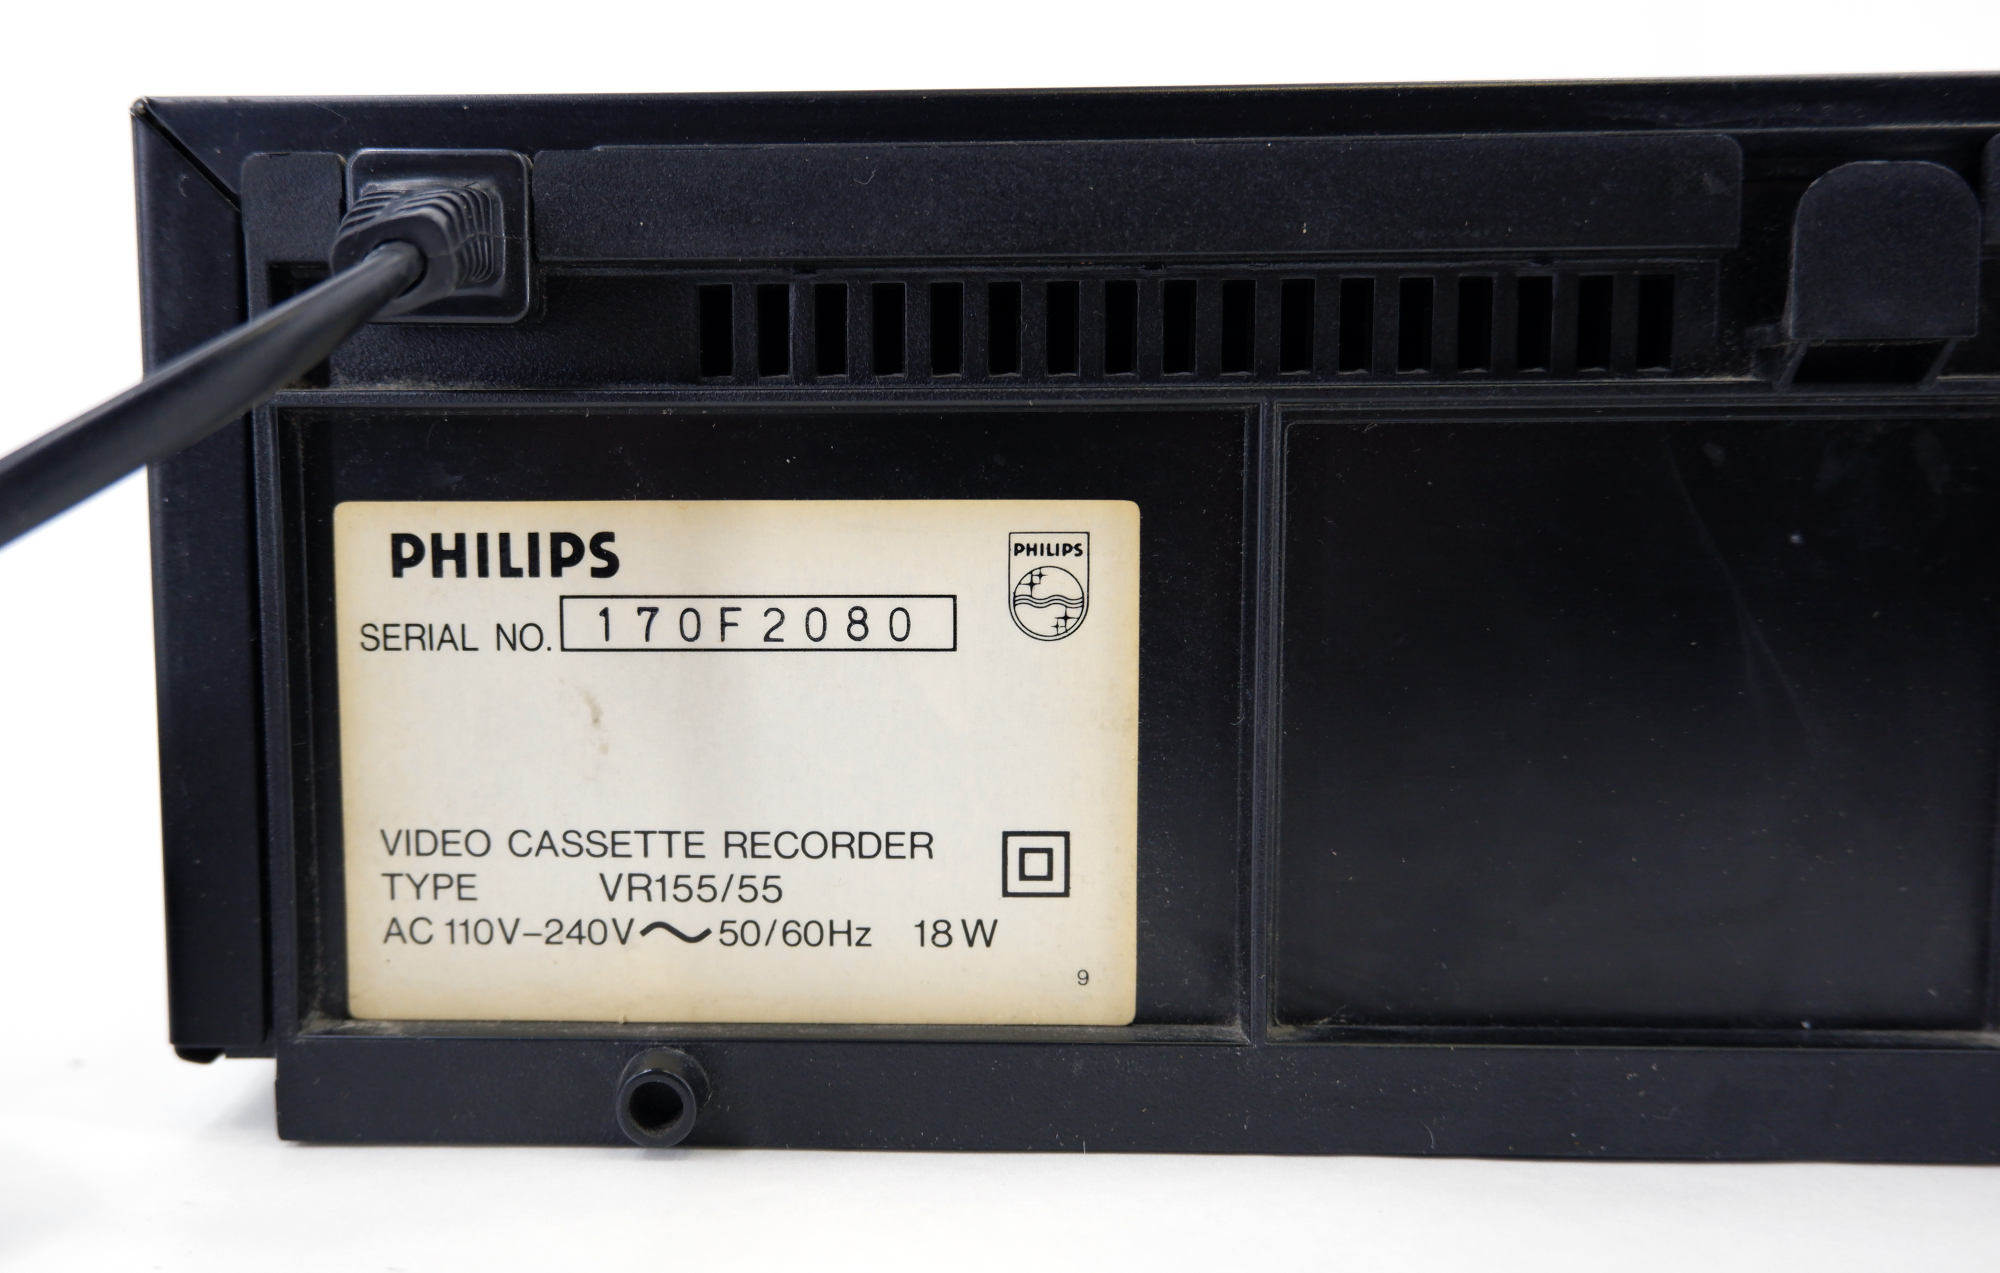 PHILIPS
PHILIPS
SERIAL NO. 170F2080
VIDEO CASSETTE RECORDER
TYPE VR155/55
AC 110V–240V ~ 50/60Hz 18W
9